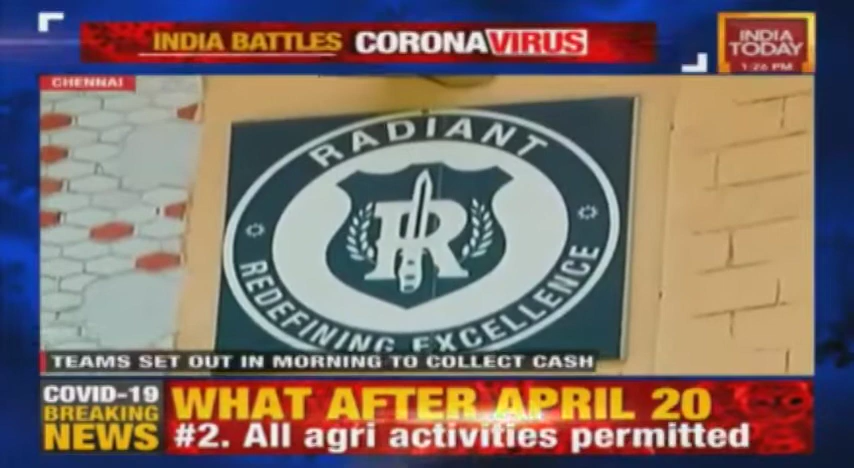 INDIA BATTLES CORONAVIRUS
INDIA
TODAY
1:26 PM
CHENNAI
RADIANT
R
REDEFINING EXCELLENCE
TEAMS SET OUT IN MORNING TO COLLECT CASH
COVID-19
BREAKING
NEWS
WHAT AFTER APRIL 20
#2. All agri activities permitted